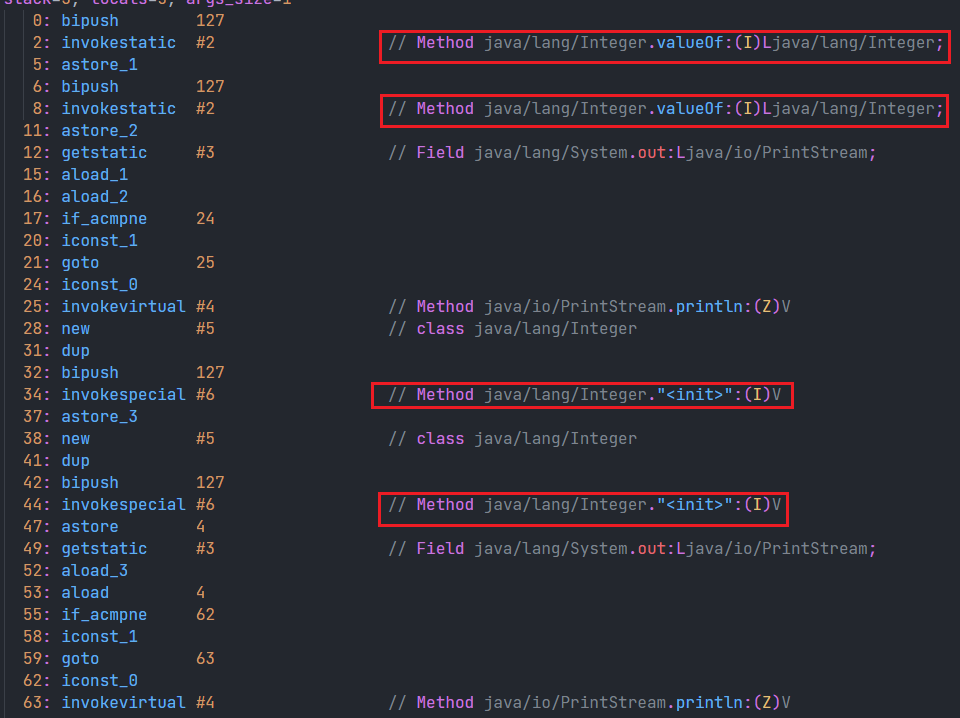 stack=3, locals=5, args_size=1
0: bipush 127
2: invokestatic #2 // Method java/lang/Integer.valueOf:(I)Ljava/lang/Integer;
5: astore_1
6: bipush 127
8: invokestatic #2 // Method java/lang/Integer.valueOf:(I)Ljava/lang/Integer;
11: astore_2
12: getstatic #3 // Field java/lang/System.out:Ljava/io/PrintStream;
15: aload_1
16: aload_2
17: if_acmpne 24
20: iconst_1
21: goto 25
24: iconst_0
25: invokevirtual #4 // Method java/io/PrintStream.println:(Z)V
28: new #5 // class java/lang/Integer
31: dup
32: bipush 127
34: invokespecial #6 // Method java/lang/Integer."<init>":(I)V
37: astore_3
38: new #5 // class java/lang/Integer
41: dup
42: bipush 127
44: invokespecial #6 // Method java/lang/Integer."<init>":(I)V
47: astore 4
49: getstatic #3 // Field java/lang/System.out:Ljava/io/PrintStream;
52: aload_3
53: aload 4
55: if_acmpne 62
58: iconst_1
59: goto 63
62: iconst_0
63: invokevirtual #4 // Method java/io/PrintStream.println:(Z)V